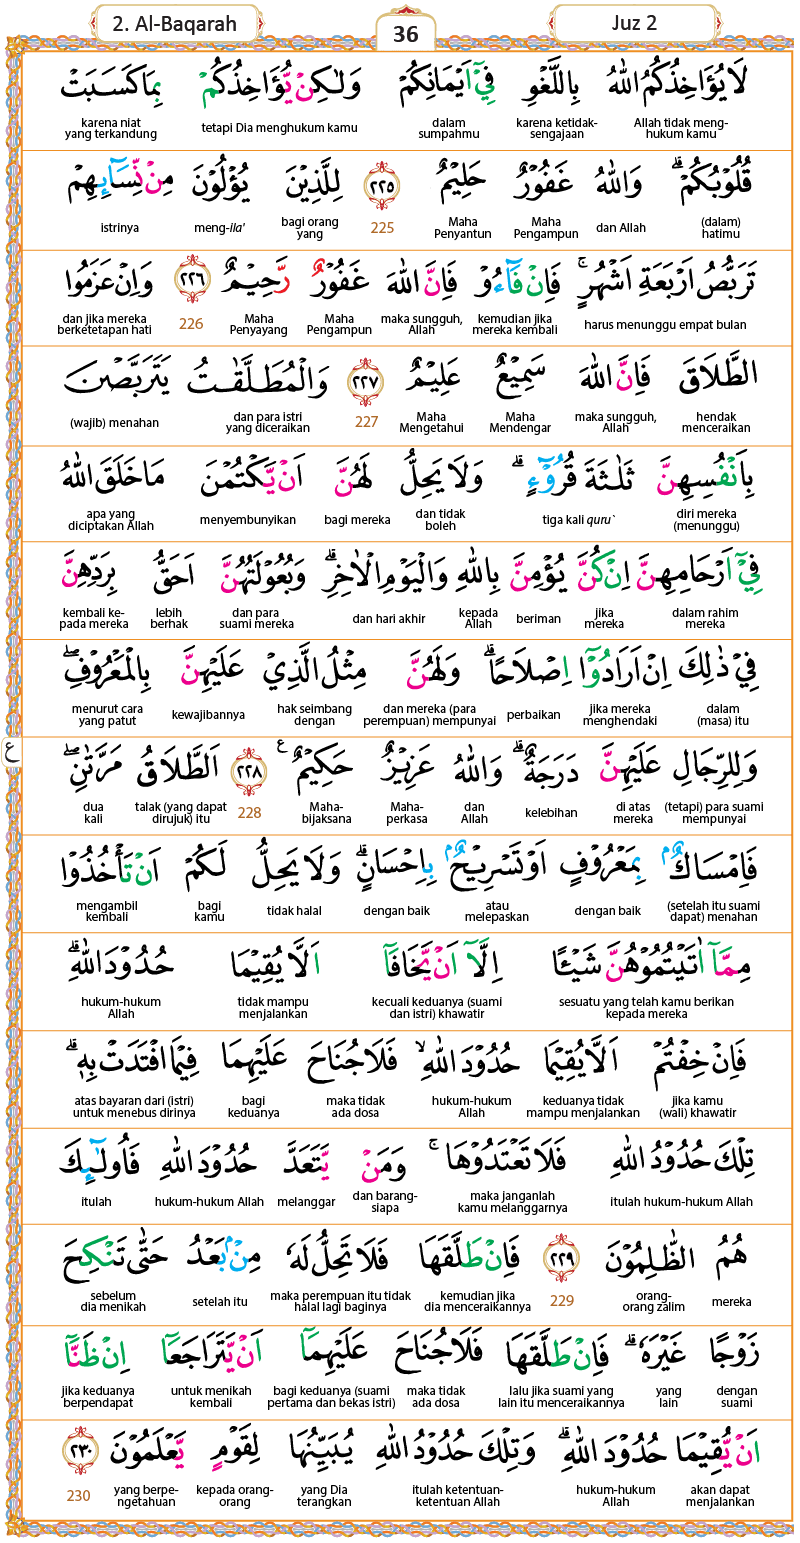 2. Al-Baqarah
36
Juz 2
لَا يُؤَاخِذُكُمُ اللّٰهُ بِاللَّغْوِ فِيْٓ اَيْمَانِكُمْ وَلٰكِنْ يُّؤَاخِذُكُمْ بِمَا كَسَبَتْ
Allah tidak meng- karena ketidak- dalam tetapi Dia menghukum kamu karena niat
hukum kamu sengajaan sumpahmu yang terkandung
قُلُوْبُكُمْ ۗ وَاللّٰهُ غَفُوْرٌ حَلِيْمٌ ٢٢٥ لِلَّذِيْنَ يُؤْلُوْنَ مِنْ نِّسَاۤىِٕهِمْ
(dalam) dan Allah Maha Maha 225 bagi orang meng-ila' istrinya
hatimu Pengampun Penyantun yang
تَرَبُّصُ اَرْبَعَةِ اَشْهُرٍ ۚ فَاِنْ فَاۤءُوْ فَاِنَّ اللّٰهَ غَفُوْرٌ رَّحِيْمٌ ٢٢٦ وَاِنْ عَزَمُوا
harus menunggu empat bulan kemudian jika maka sungguh, Maha Maha 226 dan jika mereka
mereka kembali Allah Pengampun Penyayang berketetapan hati
الطَّلَاقَ فَاِنَّ اللّٰهَ سَمِيْعٌ عَلِيْمٌ ٢٢٧ وَالْمُطَلَّقٰتُ يَتَرَبَّصْنَ
hendak maka sungguh, Maha Maha 227 dan para istri (wajib) menahan
menceraikan Allah Mendengar Mengetahui yang diceraikan
بِاَنْفُسِهِنَّ ثَلٰثَةَ قُرُوْۤءٍ ۗ وَلَا يَحِلُّ لَهُنَّ اَنْ يَّكْتُمْنَ مَا خَلَقَ اللّٰهُ
diri mereka tiga kali quru` dan tidak bagi mereka menyembunyikan apa yang
(menunggu) boleh diciptakan Allah
فِيْٓ اَرْحَامِهِنَّ اِنْ كُنَّ يُؤْمِنَّ بِاللّٰهِ وَالْيَوْمِ الْاٰخِرِ ۗ وَبُعُوْلَتُهُنَّ اَحَقُّ بِرَدِّهِنَّ
dalam rahim jika beriman kepada dan hari akhir dan para lebih kembali ke-
mereka mereka Allah suami mereka berhak pada mereka
فِيْ ذٰلِكَ اِنْ اَرَادُوْٓا اِصْلَاحًا ۗ وَلَهُنَّ مِثْلُ الَّذِيْ عَلَيْهِنَّ بِالْمَعْرُوْفِ ۖ
dalam jika mereka perbaikan dan mereka (para hak seimbang kewajibannya menurut cara
(masa) itu menghendaki perempuan) mempunyai dengan yang patut
وَلِلرِّجَالِ عَلَيْهِنَّ دَرَجَةٌ ۗ وَاللّٰهُ عَزِيْزٌ حَكِيْمٌ ࣖ ٢٢٨ اَلطَّلَاقُ مَرَّتٰنِ ۖ
ع
(tetapi) para suami di atas kelebihan dan Maha- Maha- 228 talak (yang dapat dua
mempunyai mereka Allah perkasa bijaksana dirujuk) itu kali
فَاِمْسَاكٌ ۢ بِمَعْرُوْفٍ اَوْ تَسْرِيْحٌ ۢ بِاِحْسَانٍ ۗ وَلَا يَحِلُّ لَكُمْ اَنْ تَأْخُذُوْا
(setelah itu suami dengan baik atau dengan baik tidak halal bagi mengambil
dapat) menahan melepaskan kamu kembali
مِمَّآ اٰتَيْتُمُوْهُنَّ شَيْـًٔا اِلَّآ اَنْ يَّخَافَآ اَلَّا يُقِيْمَا حُدُوْدَ اللّٰهِ ۗ
sesuatu yang telah kamu berikan kecuali keduanya (suami tidak mampu hukum-hukum
kepada mereka dan istri) khawatir menjalankan Allah
فَاِنْ خِفْتُمْ اَلَّا يُقِيْمَا حُدُوْدَ اللّٰهِ ۙ فَلَا جُنَاحَ عَلَيْهِمَا فِيْمَا افْتَدَتْ بِهٖ ۗ
jika kamu keduanya tidak hukum-hukum maka tidak bagi atas bayaran dari (istri)
(wali) khawatir mampu menjalankan Allah ada dosa keduanya untuk menebus dirinya
تِلْكَ حُدُوْدُ اللّٰهِ فَلَا تَعْتَدُوْهَا ۚ وَمَنْ يَّتَعَدَّ حُدُوْدَ اللّٰهِ فَاُولٰۤىِٕكَ
itulah hukum-hukum Allah maka janganlah dan barang- melanggar hukum-hukum Allah itulah
kamu melanggarnya siapa
هُمُ الظّٰلِمُوْنَ ٢٢٩ فَاِنْ طَلَّقَهَا فَلَا تَحِلُّ لَهٗ مِنْۢ بَعْدُ حَتّٰى تَنْكِحَ
mereka orang- 229 kemudian jika maka perempuan itu tidak setelah itu sebelum
orang zalim dia menceraikannya halal lagi baginya dia menikah
زَوْجًا غَيْرَهٗ ۗ فَاِنْ طَلَّقَهَا فَلَا جُنَاحَ عَلَيْهِمَآ اَنْ يَّتَرَاجَعَآ اِنْ ظَنَّآ
dengan yang lalu jika suami yang maka tidak bagi keduanya (suami untuk menikah jika keduanya
suami lain lain itu menceraikannya ada dosa pertama dan bekas istri) kembali berpendapat
اَنْ يُّقِيْمَا حُدُوْدَ اللّٰهِ ۗ وَتِلْكَ حُدُوْدُ اللّٰهِ يُبَيِّنُهَا لِقَوْمٍ يَّعْلَمُوْنَ ٢٣٠
akan dapat hukum-hukum itulah ketentuan- yang Dia kepada orang- yang berpe- 230
menjalankan Allah ketentuan Allah terangkan orang ngetahuan